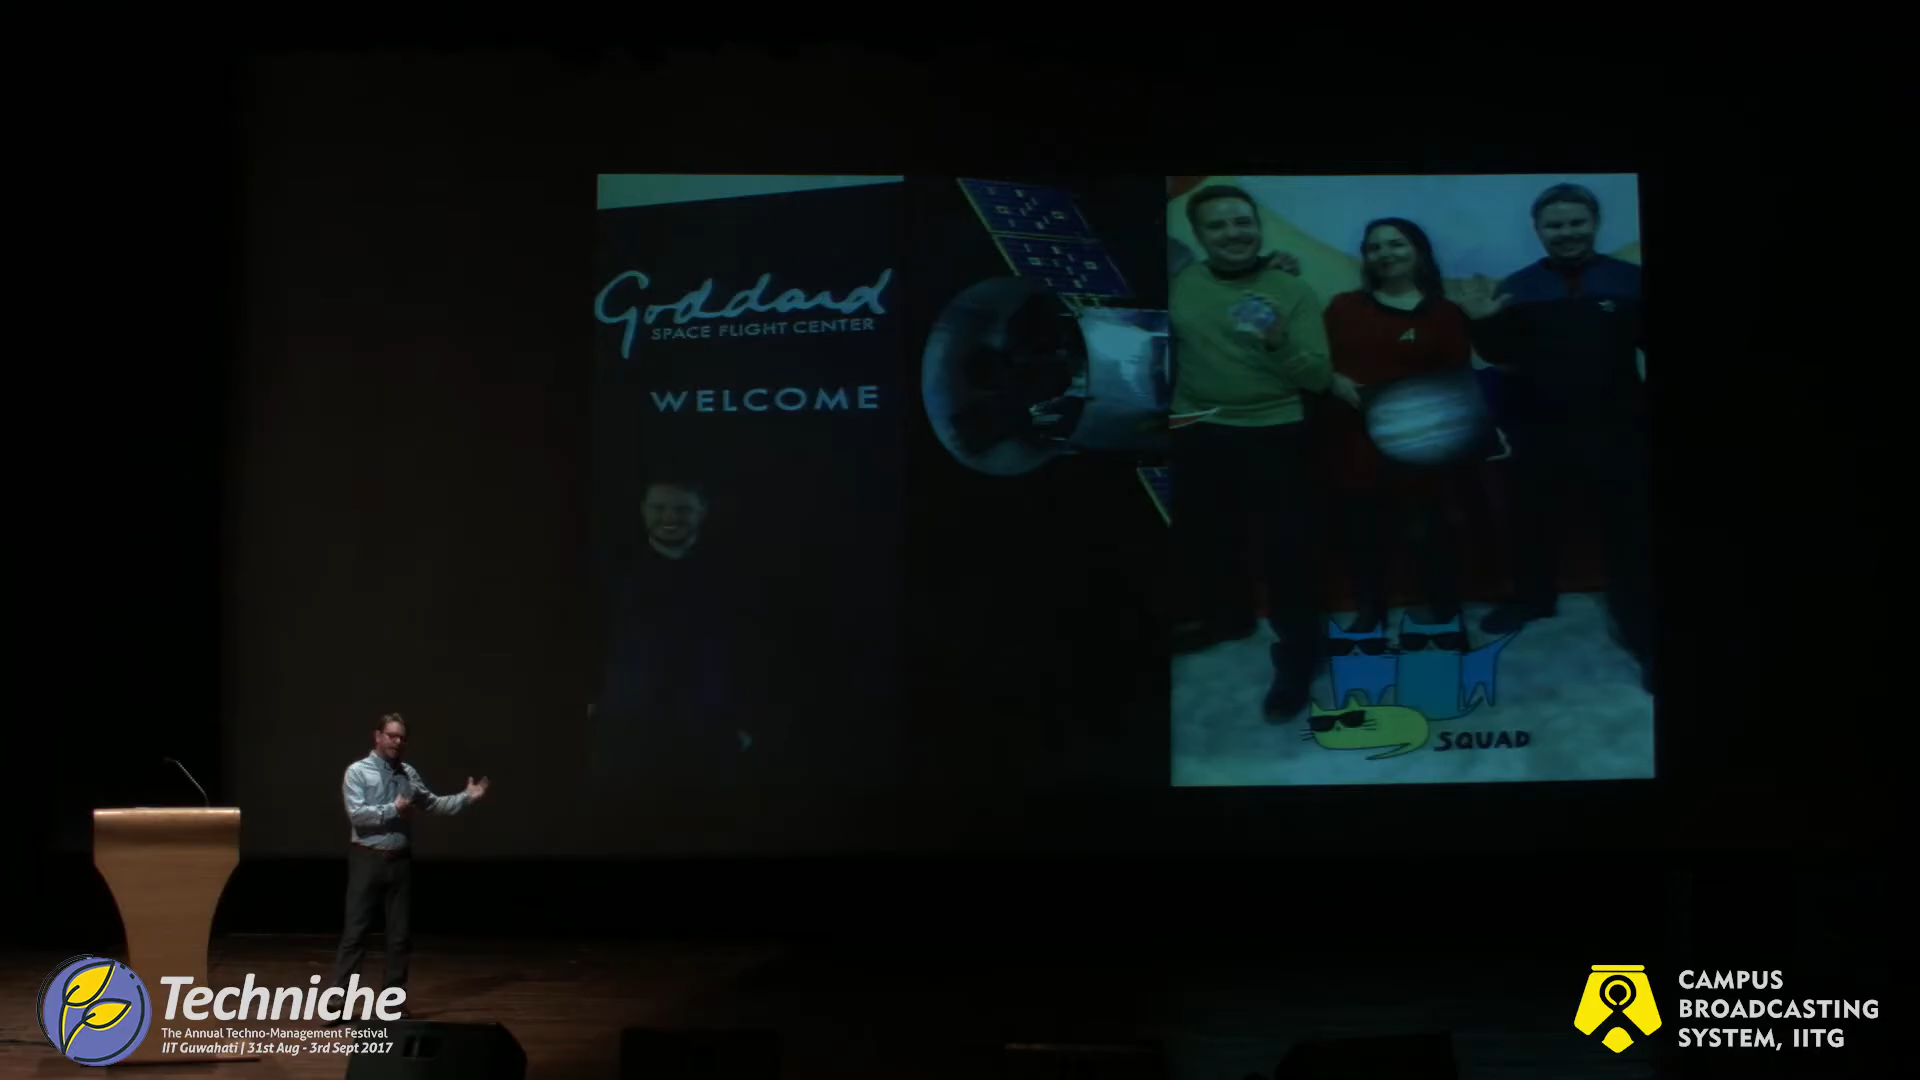 Goddard
SPACE FLIGHT CENTER
WELCOME
SQUAD
Techniche
The Annual Techno-Management Festival
IIT Guwahati | 31st Aug - 3rd Sept 2017
CAMPUS
BROADCASTING
SYSTEM, IITG